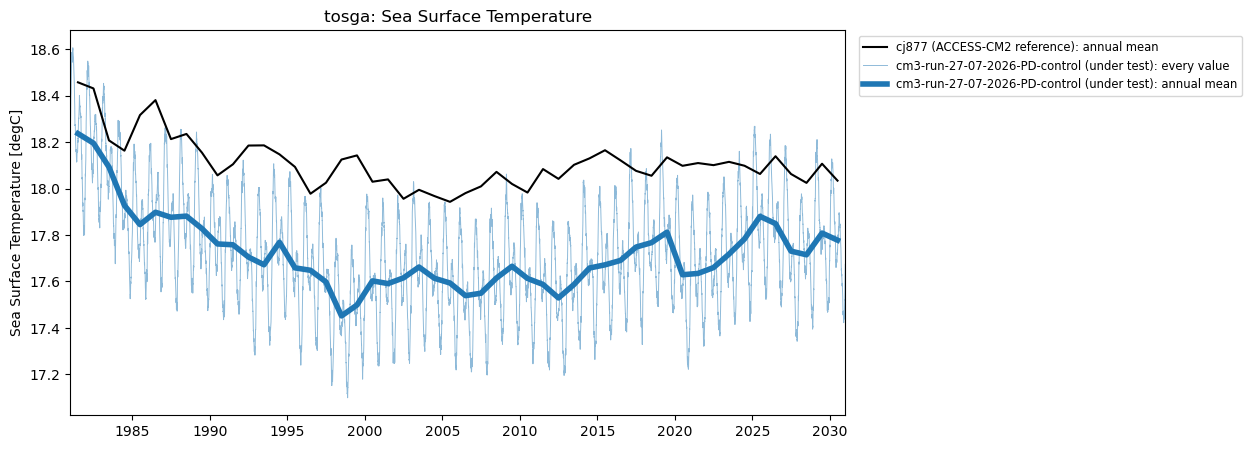 tosga: Sea Surface Temperature
cj877 (ACCESS-CM2 reference): annual mean
cm3-run-27-07-2026-PD-control (under test): every value
cm3-run-27-07-2026-PD-control (under test): annual mean
Sea Surface Temperature [degC]
18.6
18.4
18.2
18.0
17.8
17.6
17.4
17.2
1985 1990 1995 2000 2005 2010 2015 2020 2025 2030